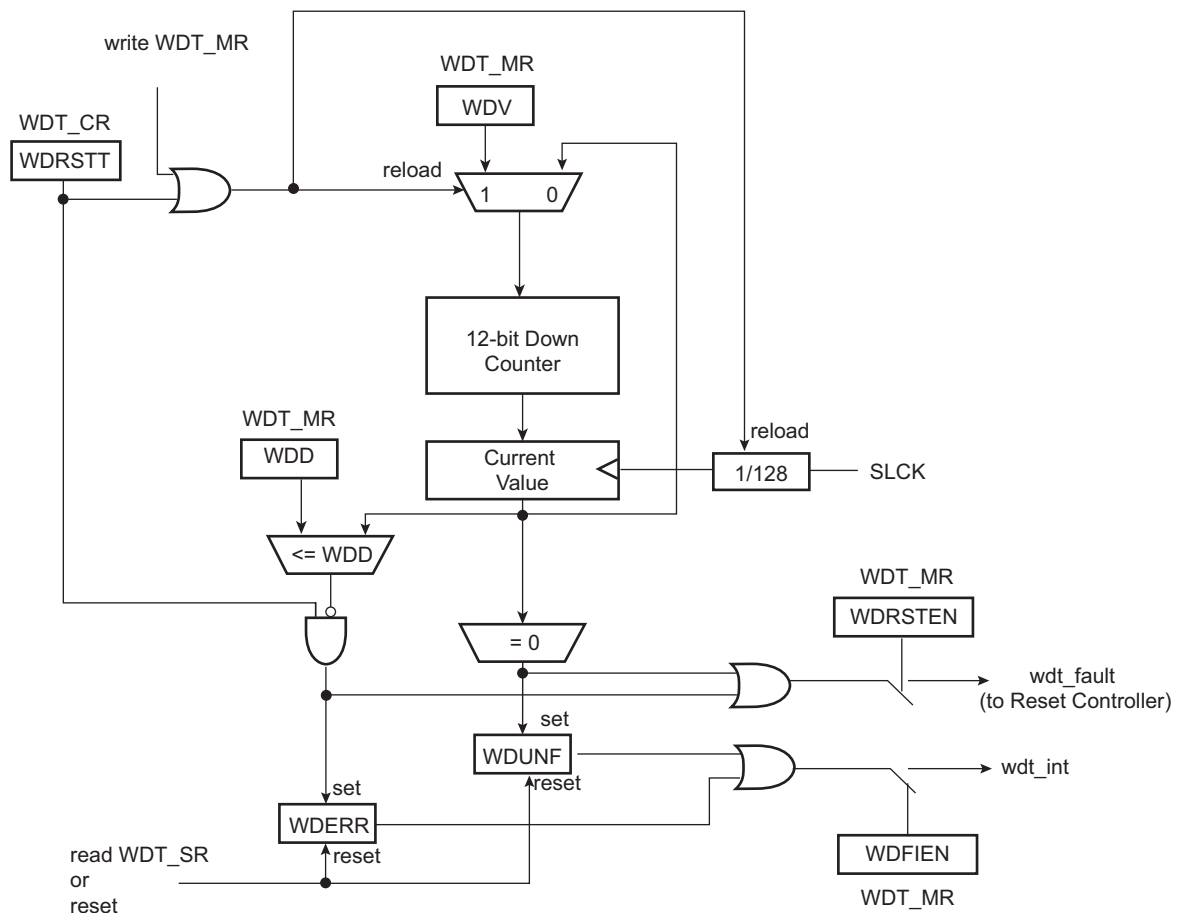 write WDT_MR
WDT_MR
WDV
WDT_CR
WDRSTT
reload
1 0
12-bit Down
Counter
WDT_MR
WDD
reload
Current
Value
1/128
SLCK
<= WDD
WDT_MR
WDRSTEN
= 0
wdt_fault
(to Reset Controller)
set
WDUNF
reset
wdt_int
set
WDERR
reset
WDFIEN
WDT_MR
read WDT_SR
or
reset